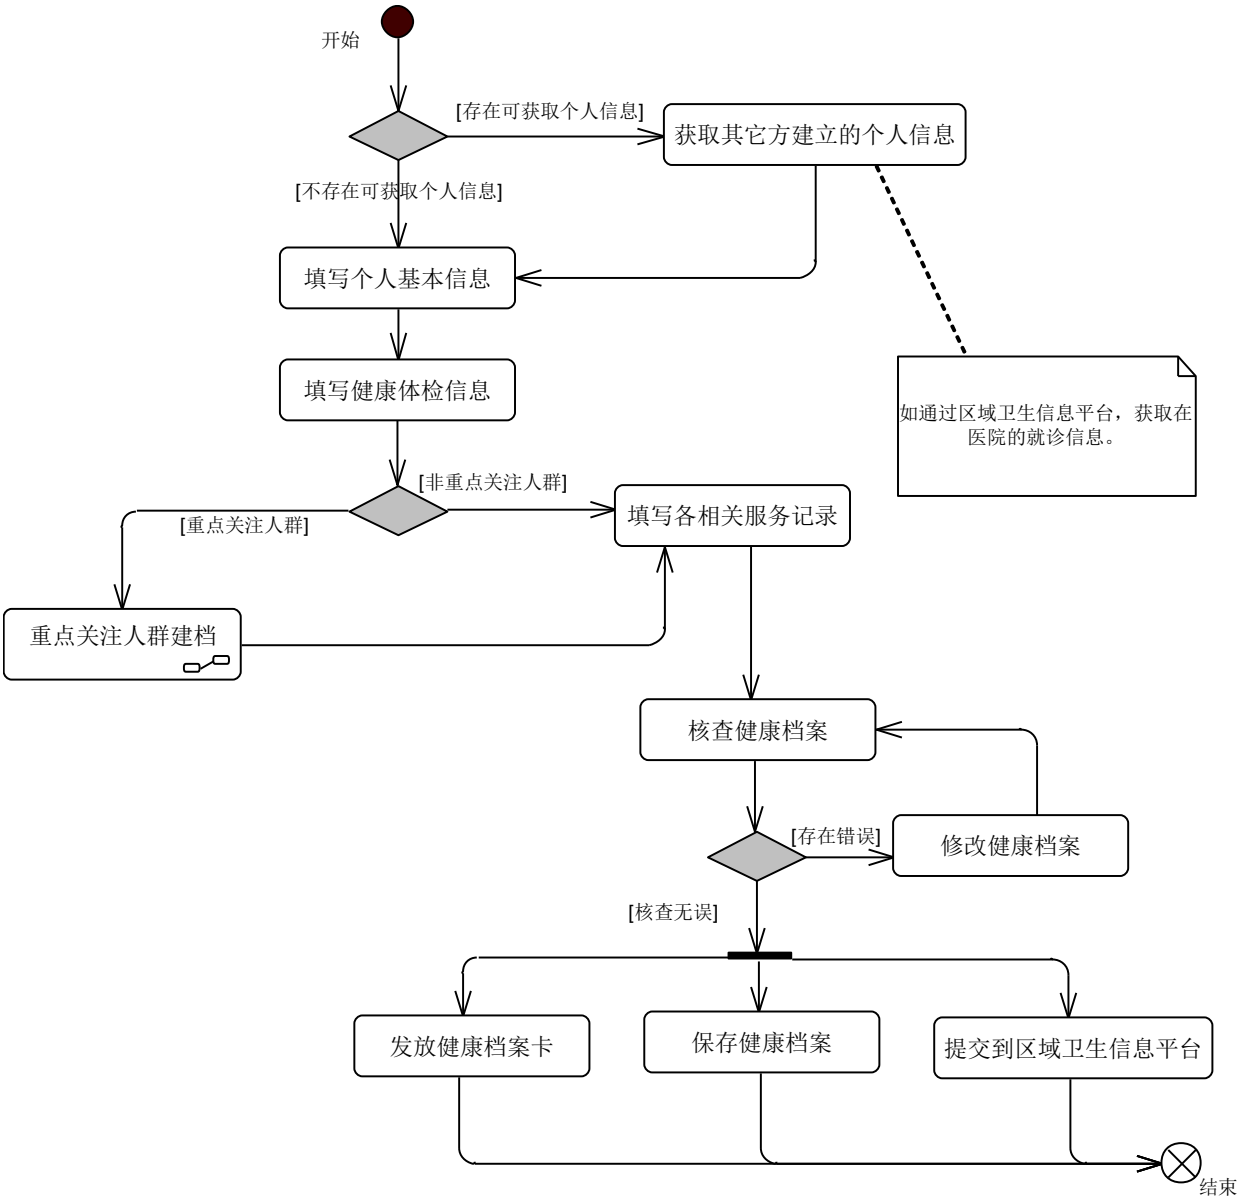 开始
[存在可获取个人信息]
获取其它方建立的个人信息
[不存在可获取个人信息]
填写个人基本信息
填写健康体检信息
如通过区域卫生信息平台，获取在
医院的就诊信息。
[非重点关注人群]
填写各相关服务记录
[重点关注人群]
重点关注人群建档
核查健康档案
[存在错误]
修改健康档案
[核查无误]
发放健康档案卡
保存健康档案
提交到区域卫生信息平台
结束